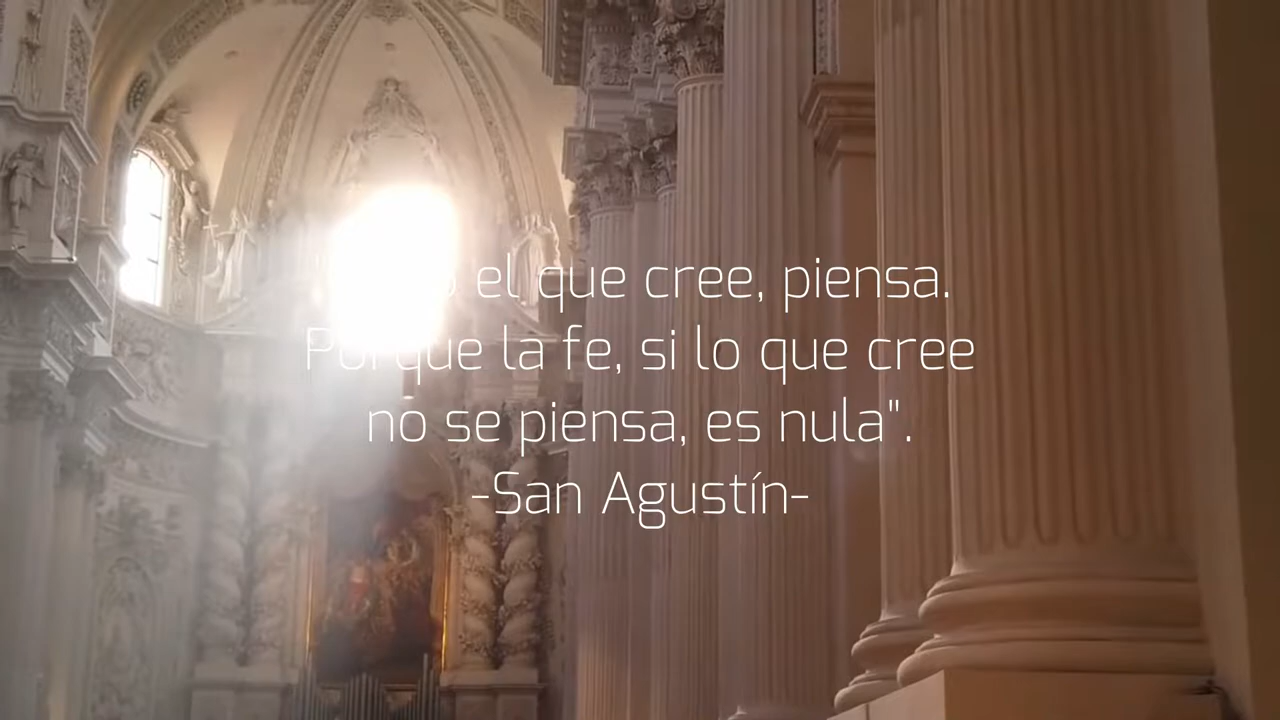 el que cree, piensa.
Porque la fe, si lo que cree
no se piensa, es nula".
-San Agustín-